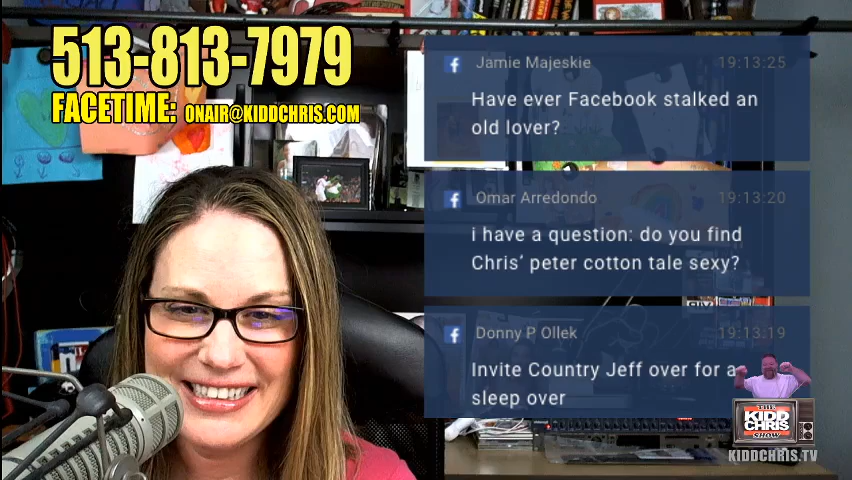 513-813-7979
FACETIME: ONAIR@KIDDCHRIS.COM
Jamie Majeskie 19:13:25
Have ever Facebook stalked an
old lover?
Omar Arredondo 19:13:20
i have a question: do you find
Chris' peter cotton tale sexy?
Donny P Ollek 19:13:19
Invite Country Jeff over for a
sleep over
THE
KIDD
CHRIS
SHOW
KIDDCHRIS.TV